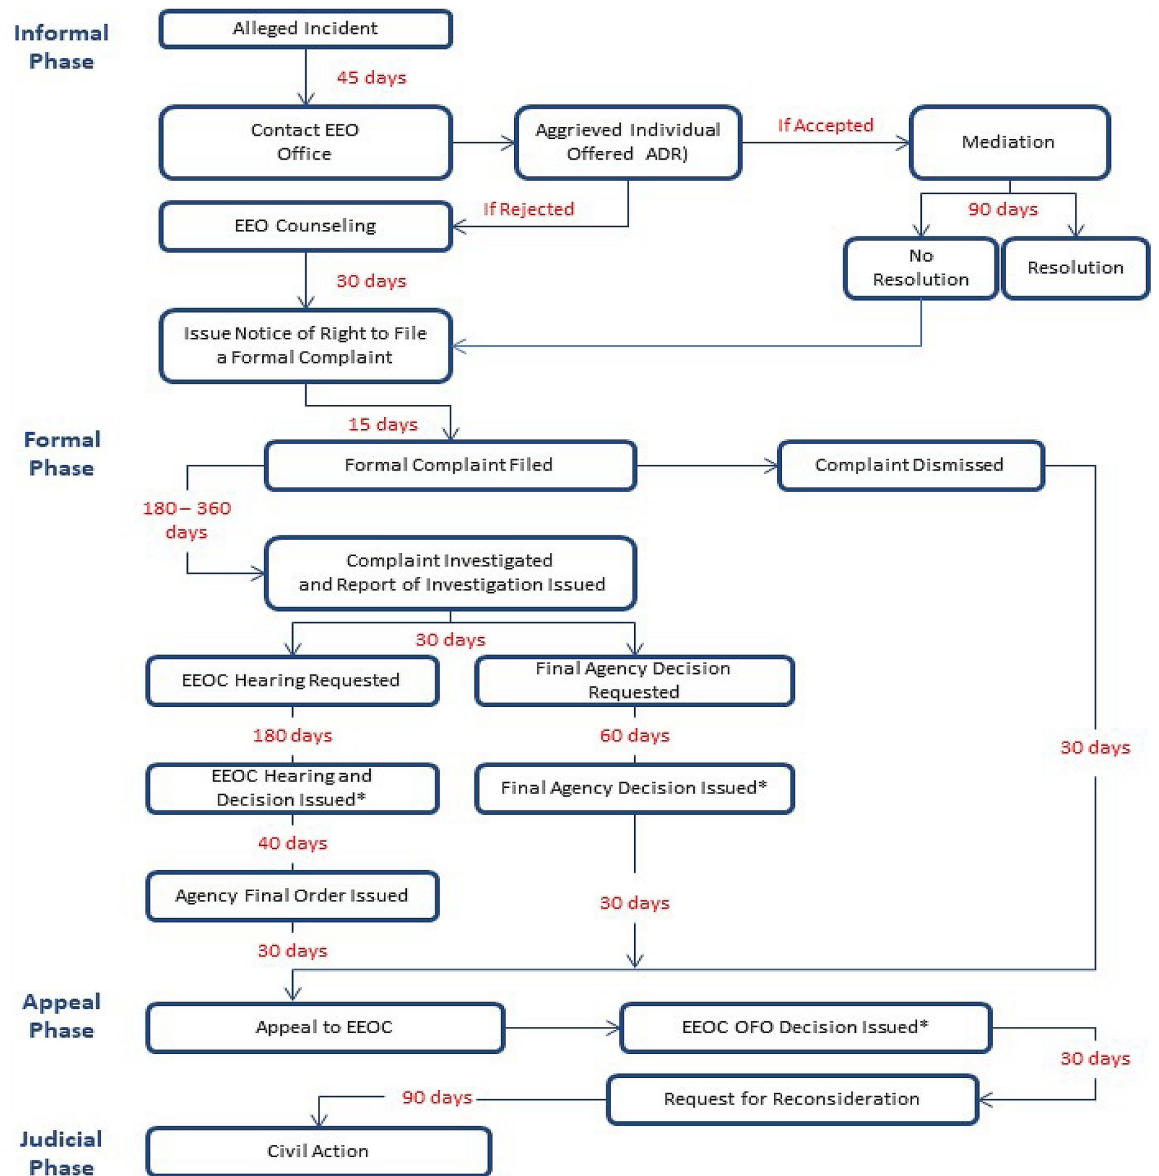 Informal
Phase
Alleged Incident
45 days
Contact EEO
Office
Aggrieved Individual
Offered ADR)
If Accepted
Mediation
If Rejected
EEO Counseling
90 days
No
Resolution
Resolution
30 days
Issue Notice of Right to File
a Formal Complaint
15 days
Formal
Phase
Formal Complaint Filed
Complaint Dismissed
180 – 360
days
Complaint Investigated
and Report of Investigation Issued
30 days
EEOC Hearing Requested
Final Agency Decision
Requested
180 days
60 days
30 days
EEOC Hearing and
Decision Issued*
Final Agency Decision Issued*
40 days
Agency Final Order Issued
30 days
30 days
Appeal
Phase
Appeal to EEOC
EEOC OFO Decision Issued*
30 days
Request for Reconsideration
90 days
Judicial
Phase
Civil Action